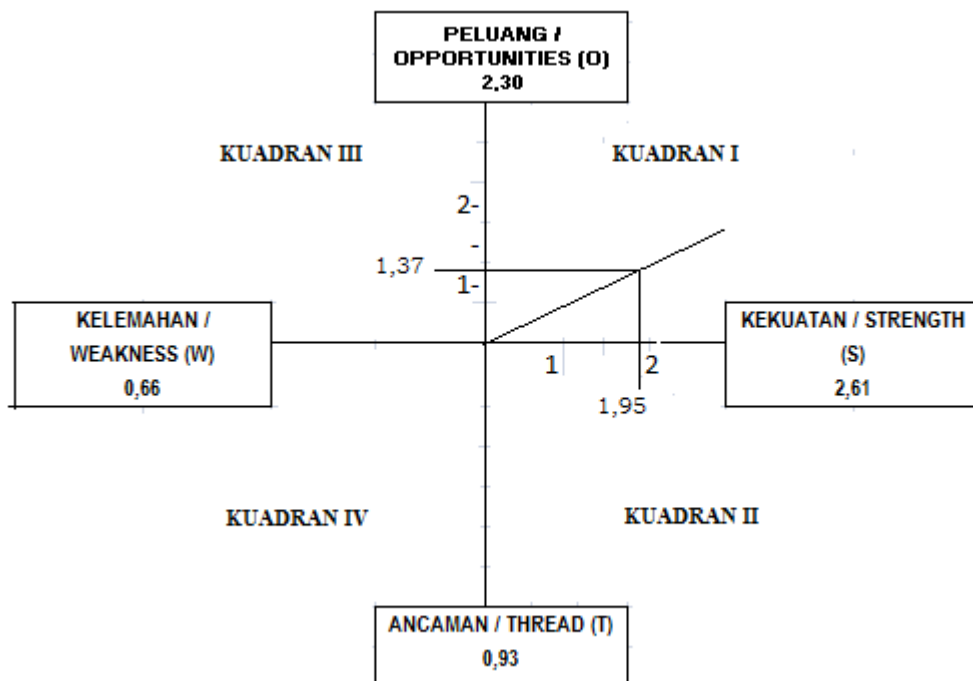 PELUANG /
OPPORTUNITIES (O)
2,30
KUADRAN III
KUADRAN I
2-
-
1,37
1-
KELEMAHAN /
WEAKNESS (W)
0,66
KEKUATAN / STRENGTH
(S)
2,61
1
2
1,95
KUADRAN IV
KUADRAN II
ANCAMAN / THREAD (T)
0,93